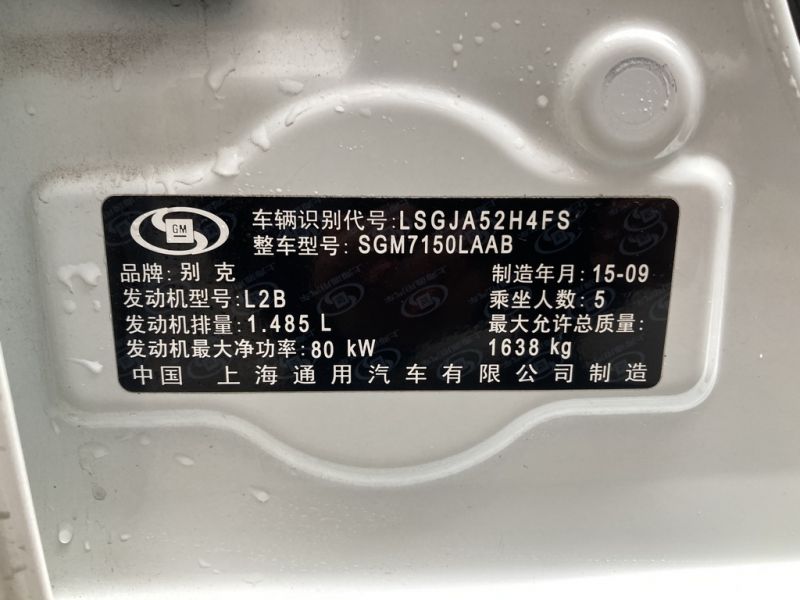 GM
车辆识别代号:LSGJA52H4FS
整车型号:SGM7150LAAB
品牌:别克 制造年月:15-09
发动机型号:L2B 乘坐人数:5
发动机排量:1.485 L 最大允许总质量:
发动机最大净功率:80 kW 1638 kg
中国 上海通用汽车有限公司制造